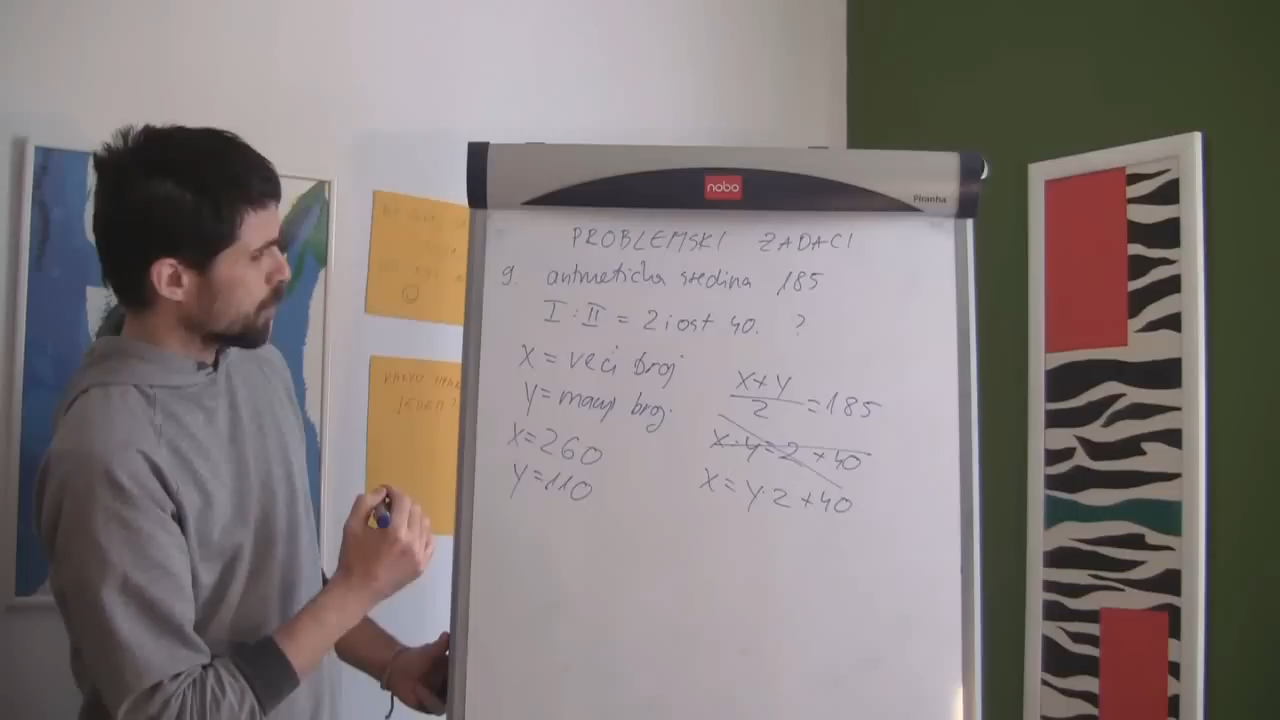 nobo
Piranha
PROBLEMSKI ZADACI
9. aritmetička sredina 185
I : II = 2 i ost 40. ?
X = veći broj
y = manji broj.
X=260
y=110
X+y
2
=185
x·y=2+40
X=y·2+40